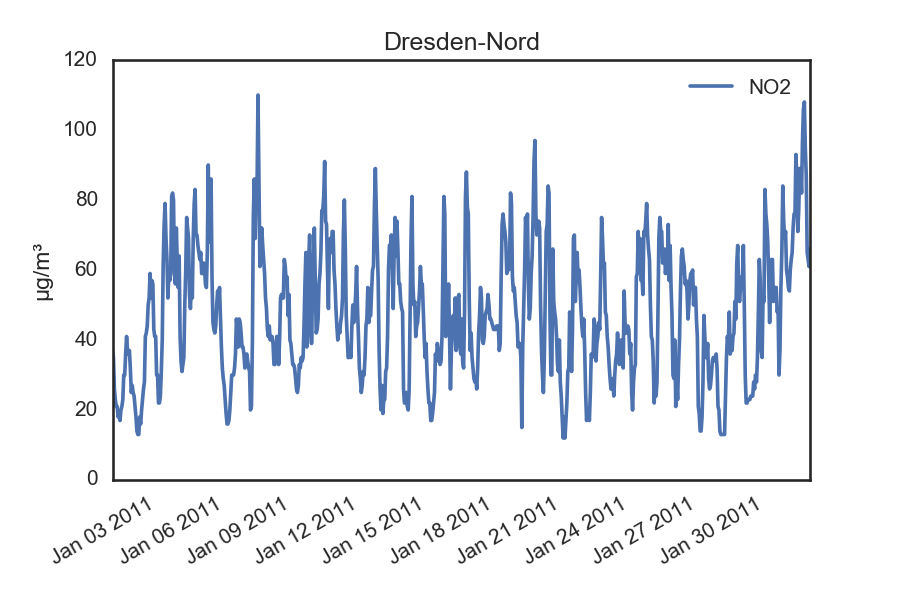 Dresden-Nord
NO2
µg/m³
120
100
80
60
40
20
0
Jan 03 2011
Jan 06 2011
Jan 09 2011
Jan 12 2011
Jan 15 2011
Jan 18 2011
Jan 21 2011
Jan 24 2011
Jan 27 2011
Jan 30 2011